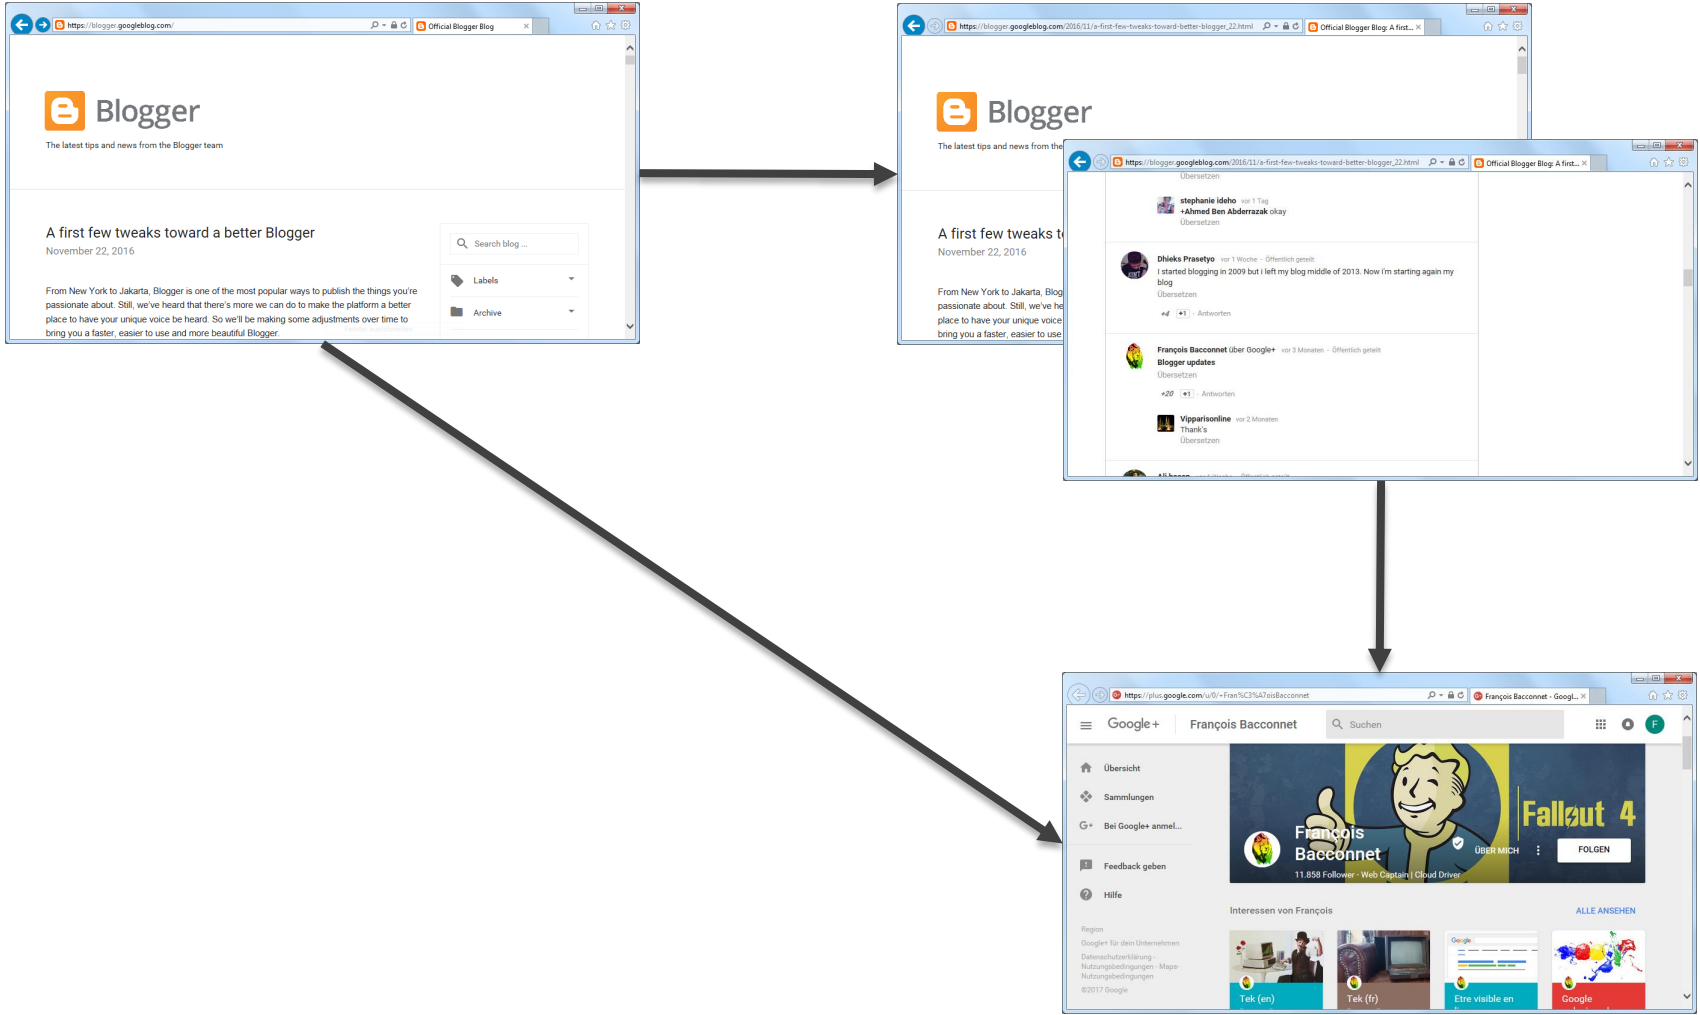 https://blogger.googleblog.com/
Official Blogger Blog
Blogger
The latest tips and news from the Blogger team
A first few tweaks toward a better Blogger
November 22, 2016
Search blog ...
Labels
Archive
From New York to Jakarta, Blogger is one of the most popular ways to publish the things you're
passionate about. Still, we've heard that there's more we can do to make the platform a better
place to have your unique voice be heard. So we'll be making some adjustments over time to
bring you a faster, easier to use and more beautiful Blogger.
https://blogger.googleblog.com/2016/11/a-first-few-tweaks-toward-better-blogger_22.html
Official Blogger Blog: A first...
Blogger
The latest tips and news from the
A first few tweaks t
November 22, 2016
From New York to Jakarta, Blog
passionate about. Still, we've he
place to have your unique voice
bring you a faster, easier to use
https://blogger.googleblog.com/2016/11/a-first-few-tweaks-toward-better-blogger_22.html
Official Blogger Blog: A first...
Übersetzen
stephanie ideho vor 1 Tag
+Ahmed Ben Abderrazak okay
Übersetzen
Dhieks Prasetyo vor 1 Woche - Öffentlich geteilt
I started blogging in 2009 but i left my blog middle of 2013. Now i'm starting again my
blog
Übersetzen
+4 +1 - Antworten
François Bacconnet über Google+ vor 3 Monaten - Öffentlich geteilt
Blogger updates
Übersetzen
+20 +1 - Antworten
Vipparisonline vor 2 Monaten
Thank's
Übersetzen
https://plus.google.com/u/0/+Fran%C3%A7oisBacconnet
François Bacconnet - Googl...
Google+
François Bacconnet
Suchen
F
Übersicht
Sammlungen
G+ Bei Google+ anmel...
Feedback geben
Hilfe
Region
Google+ für dein Unternehmen
Datenschutzerklärung -
Nutzungsbedingungen - Maps-
Nutzungsbedingungen
©2017 Google
Fallout 4
François
Bacconnet
ÜBER MICH
FOLGEN
11.858 Follower - Web Captain | Cloud Driver
Interessen von François
ALLE ANSEHEN
Google
Tek (en)
Tek (fr)
Etre visible en
Google